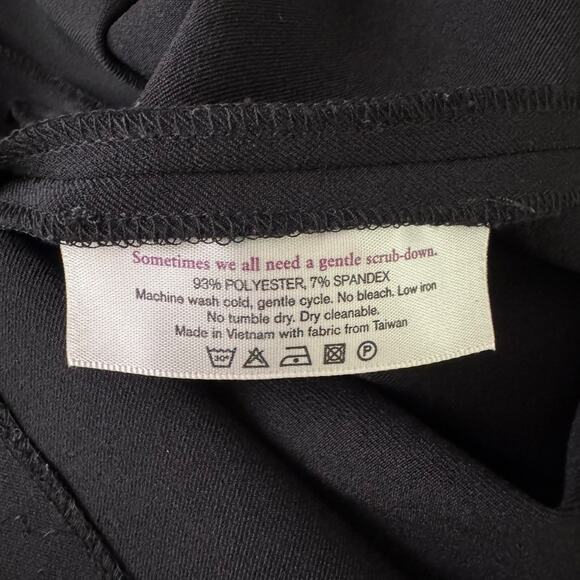 Sometimes we all need a gentle scrub-down.
93% POLYESTER, 7% SPANDEX
Machine wash cold, gentle cycle. No bleach. Low iron
No tumble dry. Dry cleanable.
Made in Vietnam with fabric from Taiwan
30° P